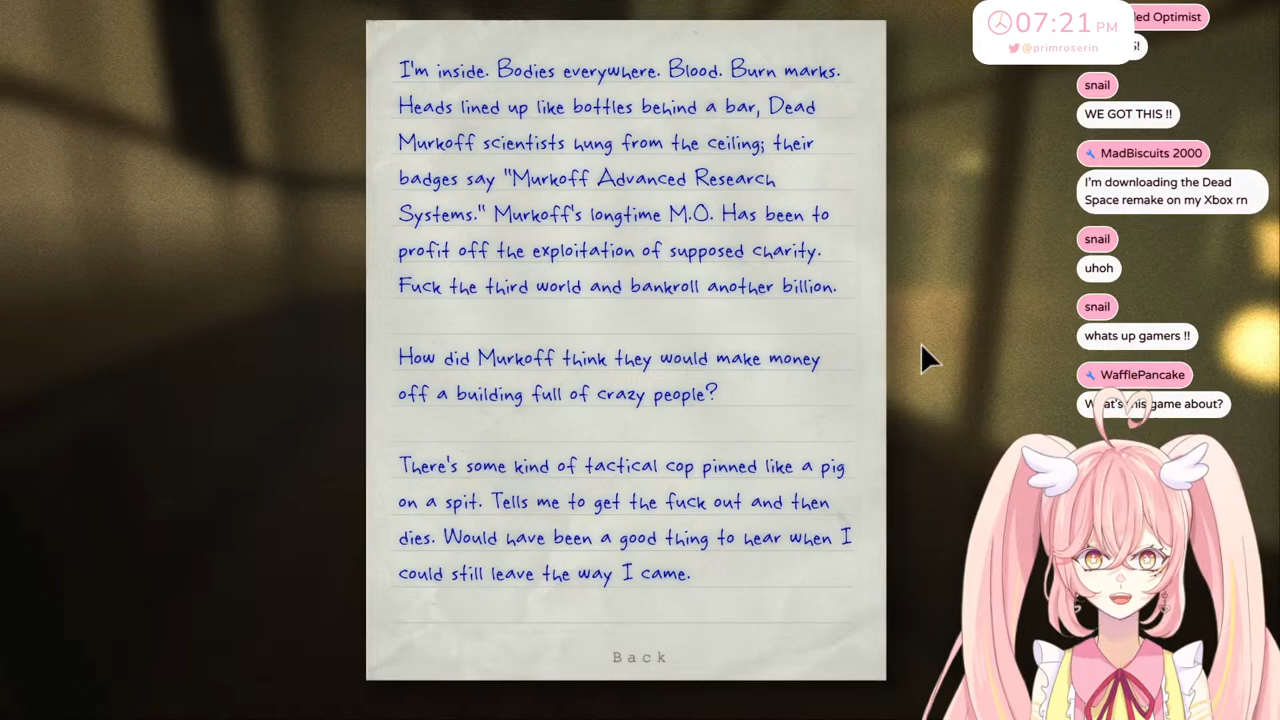 I'm inside. Bodies everywhere. Blood. Burn marks.
Heads lined up like bottles behind a bar, Dead
Murkoff scientists hung from the ceiling; their
badges say "Murkoff Advanced Research
Systems." Murkoff's longtime M.O. Has been to
profit off the exploitation of supposed charity.
Fuck the third world and bankroll another billion.
How did Murkoff think they would make money
off a building full of crazy people?
There's some kind of tactical cop pinned like a pig
on a spit. Tells me to get the fuck out and then
dies. Would have been a good thing to hear when I
could still leave the way I came.
Back
07:21 PM
@primroserin
Optimist
snail
WE GOT THIS !!
MadBiscuits 2000
I'm downloading the Dead
Space remake on my Xbox rn
snail
uhoh
snail
whats up gamers !!
WafflePancake
What's this game about?